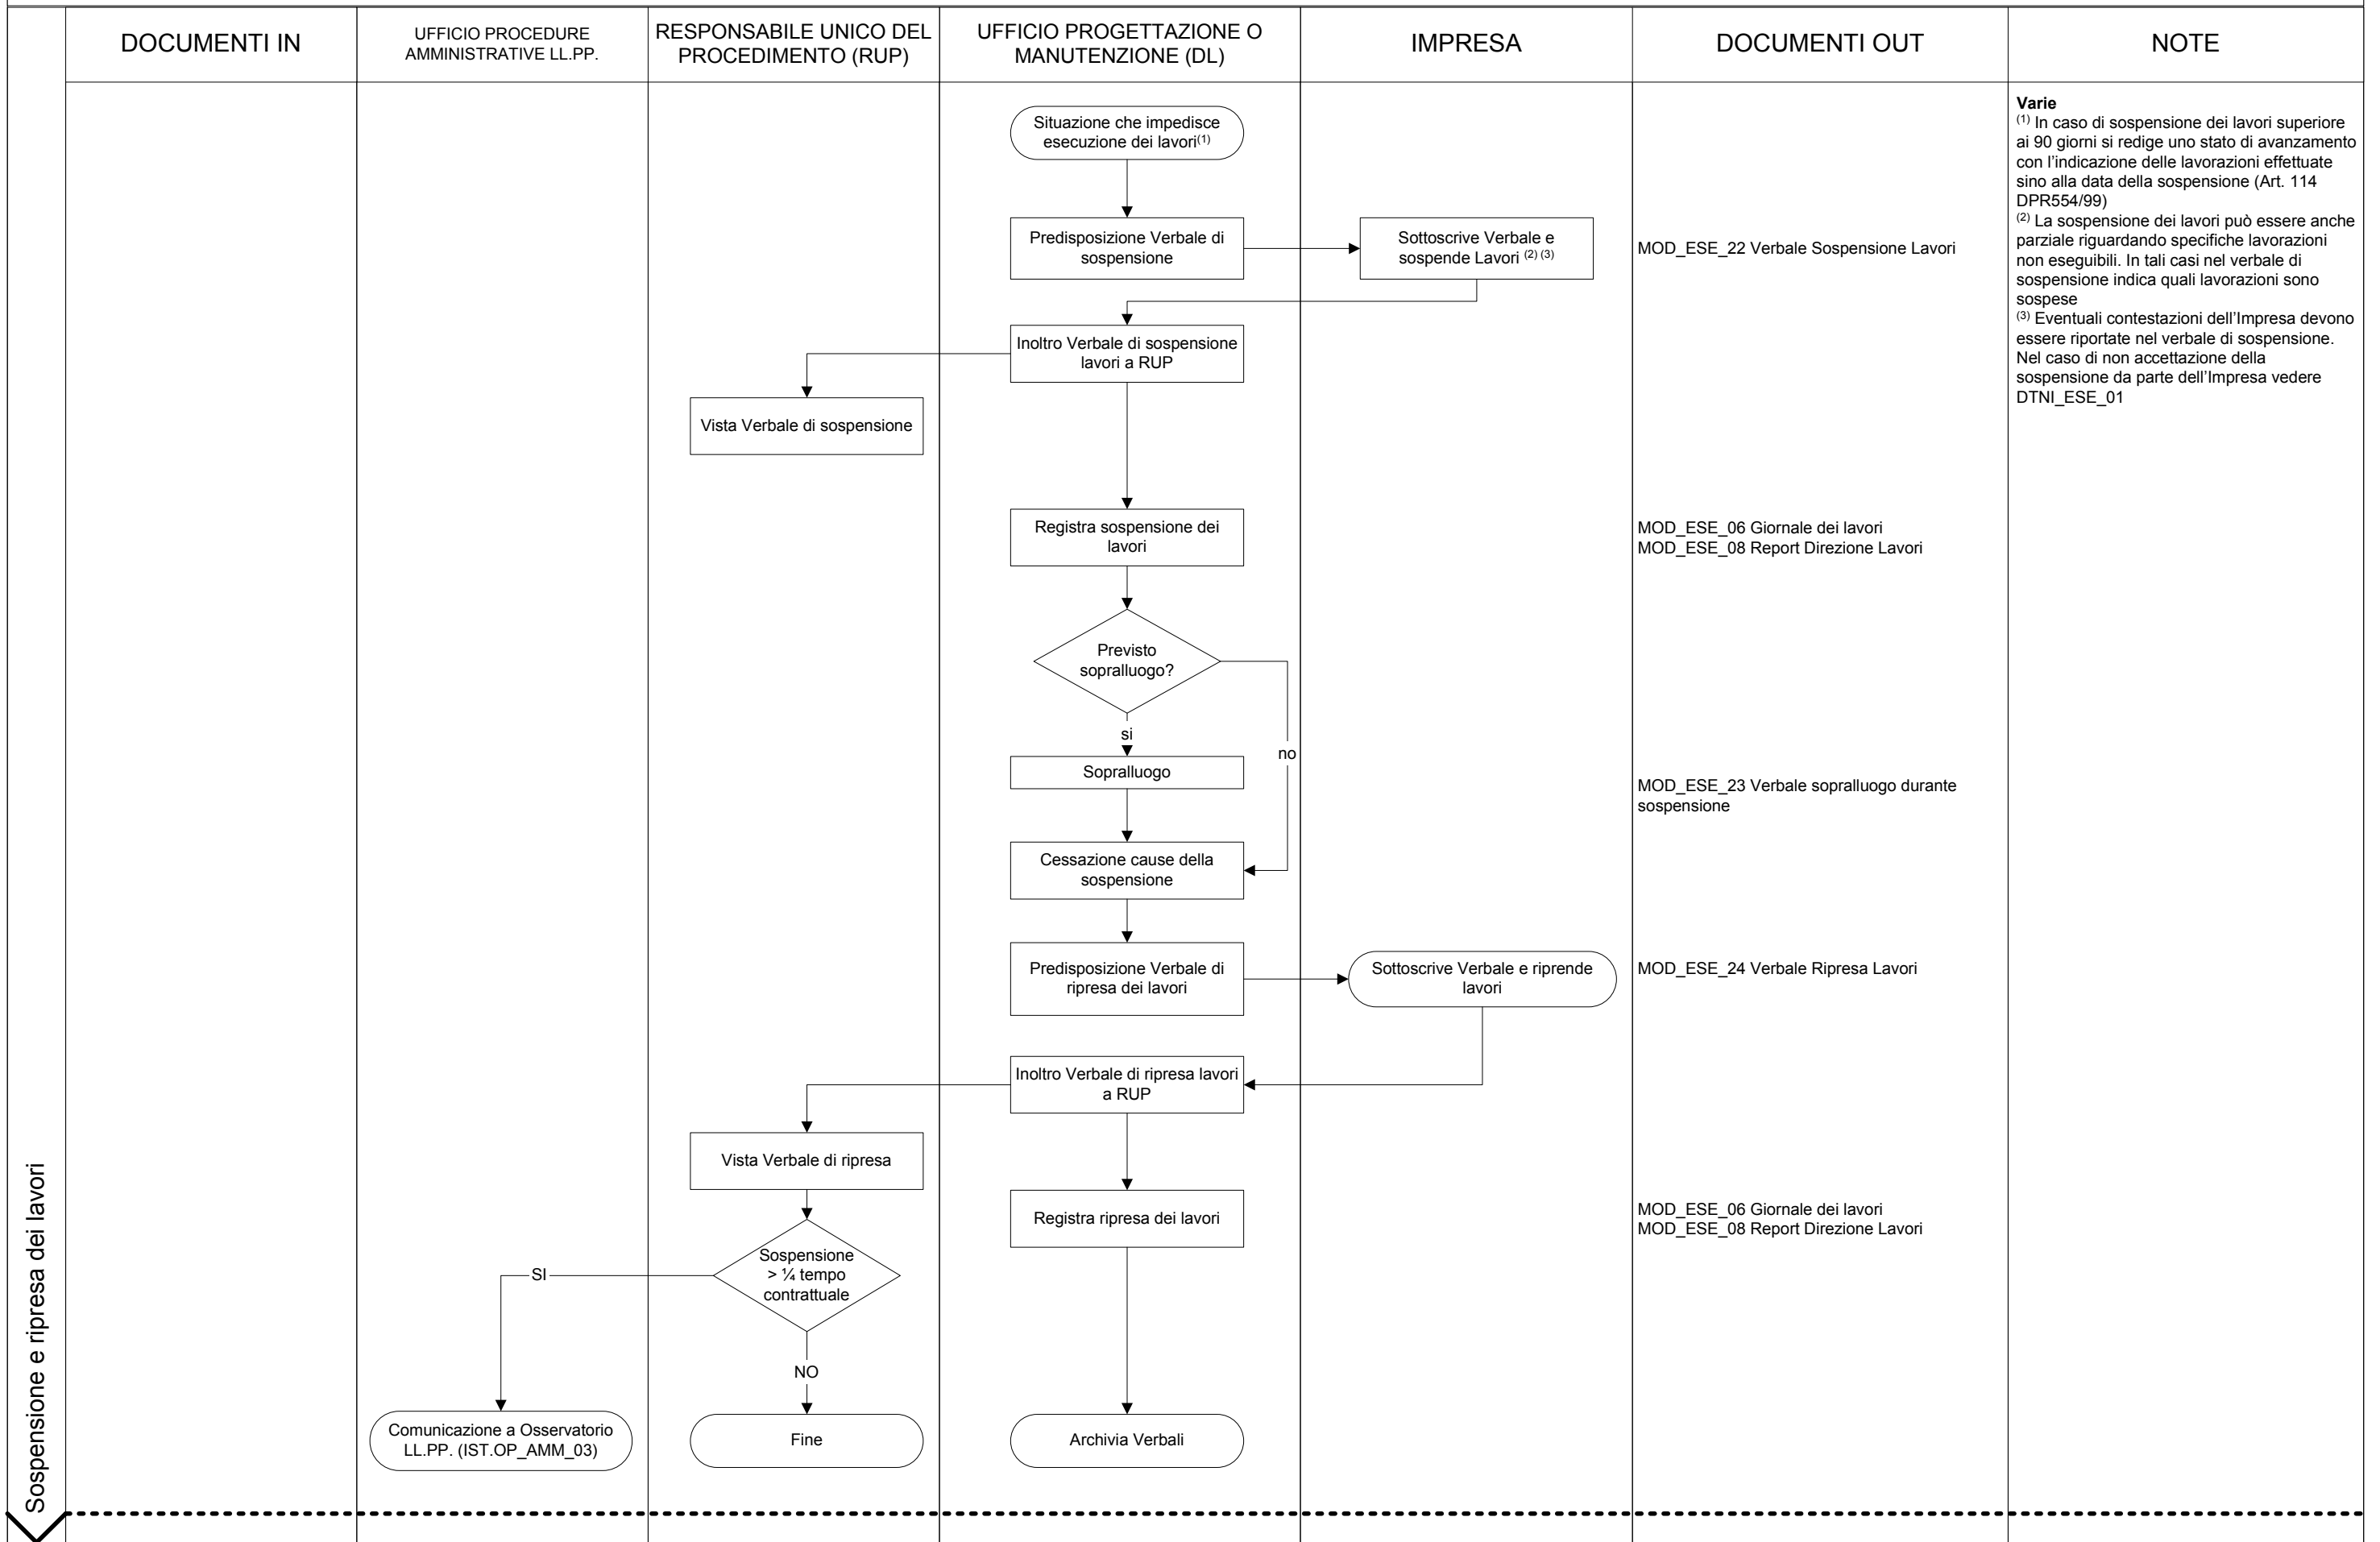 DOCUMENTI IN
UFFICIO PROCEDURE
AMMINISTRATIVE LL.PP.
RESPONSABILE UNICO DEL
PROCEDIMENTO (RUP)
UFFICIO PROGETTAZIONE O
MANUTENZIONE (DL)
IMPRESA
DOCUMENTI OUT
NOTE
Situazione che impedisce
esecuzione dei lavori(1)
Predisposizione Verbale di
sospensione
Sottoscrive Verbale e
sospende Lavori (2) (3)
MOD_ESE_22 Verbale Sospensione Lavori
Varie
(1) In caso di sospensione dei lavori superiore
ai 90 giorni si redige uno stato di avanzamento
con l'indicazione delle lavorazioni effettuate
sino alla data della sospensione (Art. 114
DPR554/99)
(2) La sospensione dei lavori può essere anche
parziale riguardando specifiche lavorazioni
non eseguibili. In tali casi nel verbale di
sospensione indica quali lavorazioni sono
sospese
(3) Eventuali contestazioni dell'Impresa devono
essere riportate nel verbale di sospensione.
Nel caso di non accettazione della
sospensione da parte dell'Impresa vedere
DTNI_ESE_01
Inoltro Verbale di sospensione
lavori a RUP
Vista Verbale di sospensione
Registra sospensione dei
lavori
MOD_ESE_06 Giornale dei lavori
MOD_ESE_08 Report Direzione Lavori
Previsto
sopralluogo?
si
no
Sopralluogo
MOD_ESE_23 Verbale sopralluogo durante
sospensione
Cessazione cause della
sospensione
Predisposizione Verbale di
ripresa dei lavori
Sottoscrive Verbale e riprende
lavori
MOD_ESE_24 Verbale Ripresa Lavori
Inoltro Verbale di ripresa lavori
a RUP
Vista Verbale di ripresa
Registra ripresa dei lavori
MOD_ESE_06 Giornale dei lavori
MOD_ESE_08 Report Direzione Lavori
Sospensione
> ¼ tempo
contrattuale
SI
NO
Comunicazione a Osservatorio
LL.PP. (IST.OP_AMM_03)
Fine
Archivia Verbali
Sospensione e ripresa dei lavori